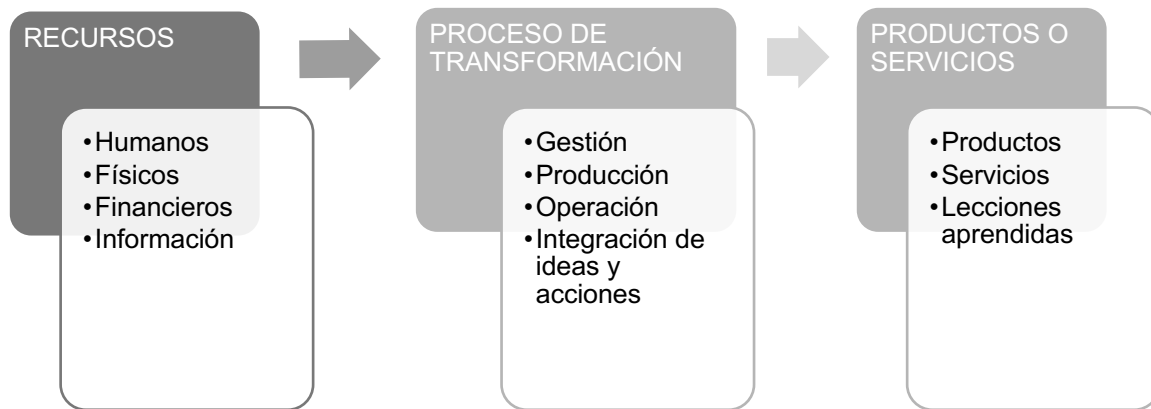 RECURSOS
•Humanos
•Físicos
•Financieros
•Información
PROCESO DE
TRANSFORMACIÓN
•Gestión
•Producción
•Operación
•Integración de
ideas y
acciones
PRODUCTOS O
SERVICIOS
•Productos
•Servicios
•Lecciones
aprendidas